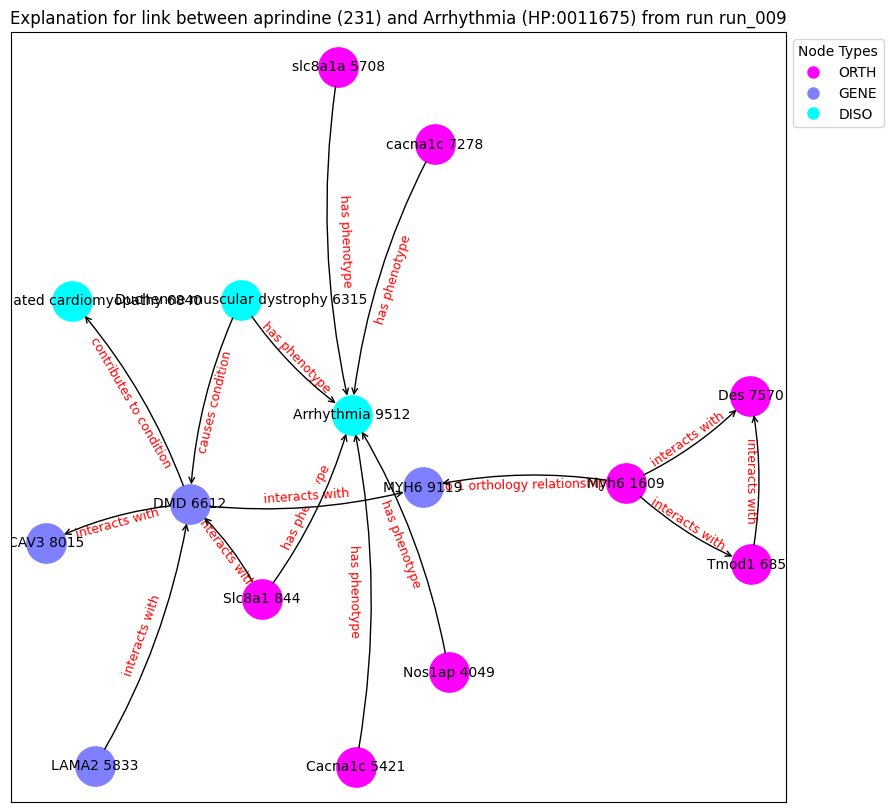 Explanation for link between aprindine (231) and Arrhythmia (HP:0011675) from run run_009
Node Types
ORTH
GENE
DISO
slc8a1a 5708
cacna1c 7278
has phenotype
has phenotype
ated cardiomyopathy 6840
Duchenne muscular dystrophy 6315
has phenotype
contributes to condition
causes condition
Des 7570
Arrhythmia 9512
interacts with
interacts with
MYH6 9119
orthology relationship
Myh6 1609
DMD 6612
interacts with
has phenotype
interacts with
CAV3 8015
interacts with
interacts with
has phenotype
has phenotype
Tmod1 685
Slc8a1 844
interacts with
Nos1ap 4049
LAMA2 5833
Cacna1c 5421